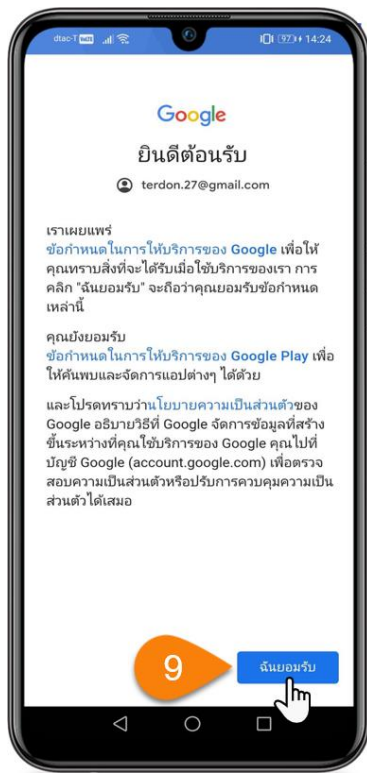 dtac-T VoLTE 97 14:24
Google
ยินดีต้อนรับ
terdon.27@gmail.com
เราเผยแพร่
ข้อกำหนดในการให้บริการของ Google เพื่อให้
คุณทราบสิ่งที่จะได้รับเมื่อใช้บริการของเรา การ
คลิก "ฉันยอมรับ" จะถือว่าคุณยอมรับข้อกำหนด
เหล่านี้
คุณยังยอมรับ
ข้อกำหนดในการให้บริการของ Google Play เพื่อ
ให้ค้นพบและจัดการแอปต่างๆ ได้ด้วย
และโปรดทราบว่านโยบายความเป็นส่วนตัวของ
Google อธิบายวิธีที่ Google จัดการข้อมูลที่สร้าง
ขึ้นระหว่างที่คุณใช้บริการของ Google คุณไปที่
บัญชี Google (account.google.com) เพื่อตรวจ
สอบความเป็นส่วนตัวหรือปรับการควบคุมความเป็น
ส่วนตัวได้เสมอ
9 ฉันยอมรับ